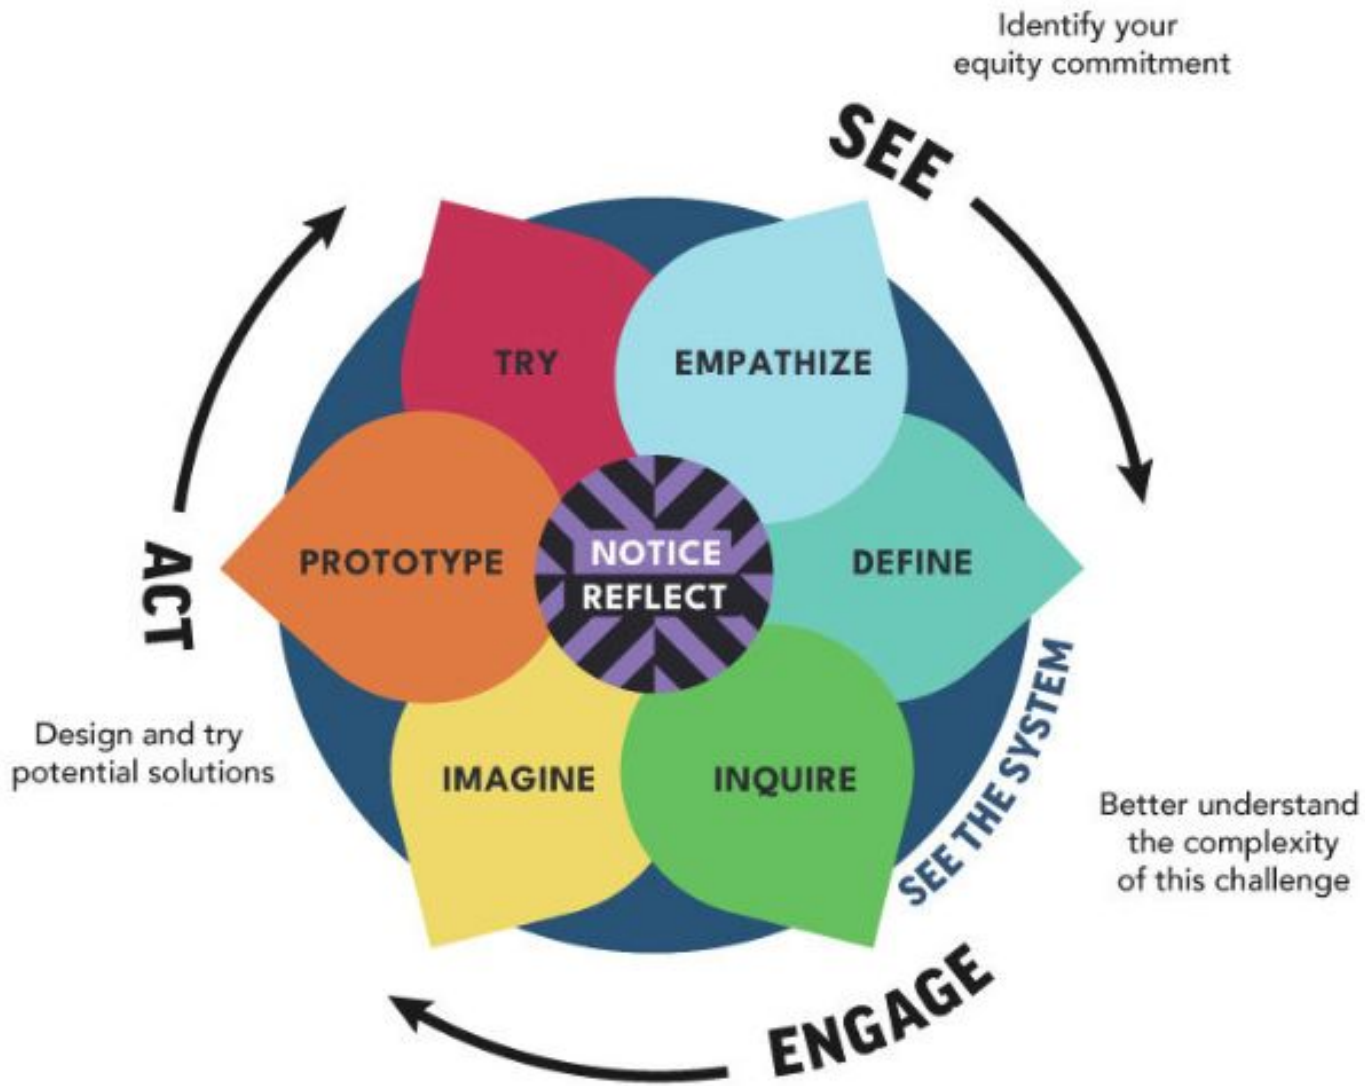 Identify your
equity commitment
SEE
TRY
EMPATHIZE
PROTOTYPE
NOTICE
REFLECT
DEFINE
ACT
IMAGINE
INQUIRE
SEE THE SYSTEM
Design and try
potential solutions
Better understand
the complexity
of this challenge
ENGAGE